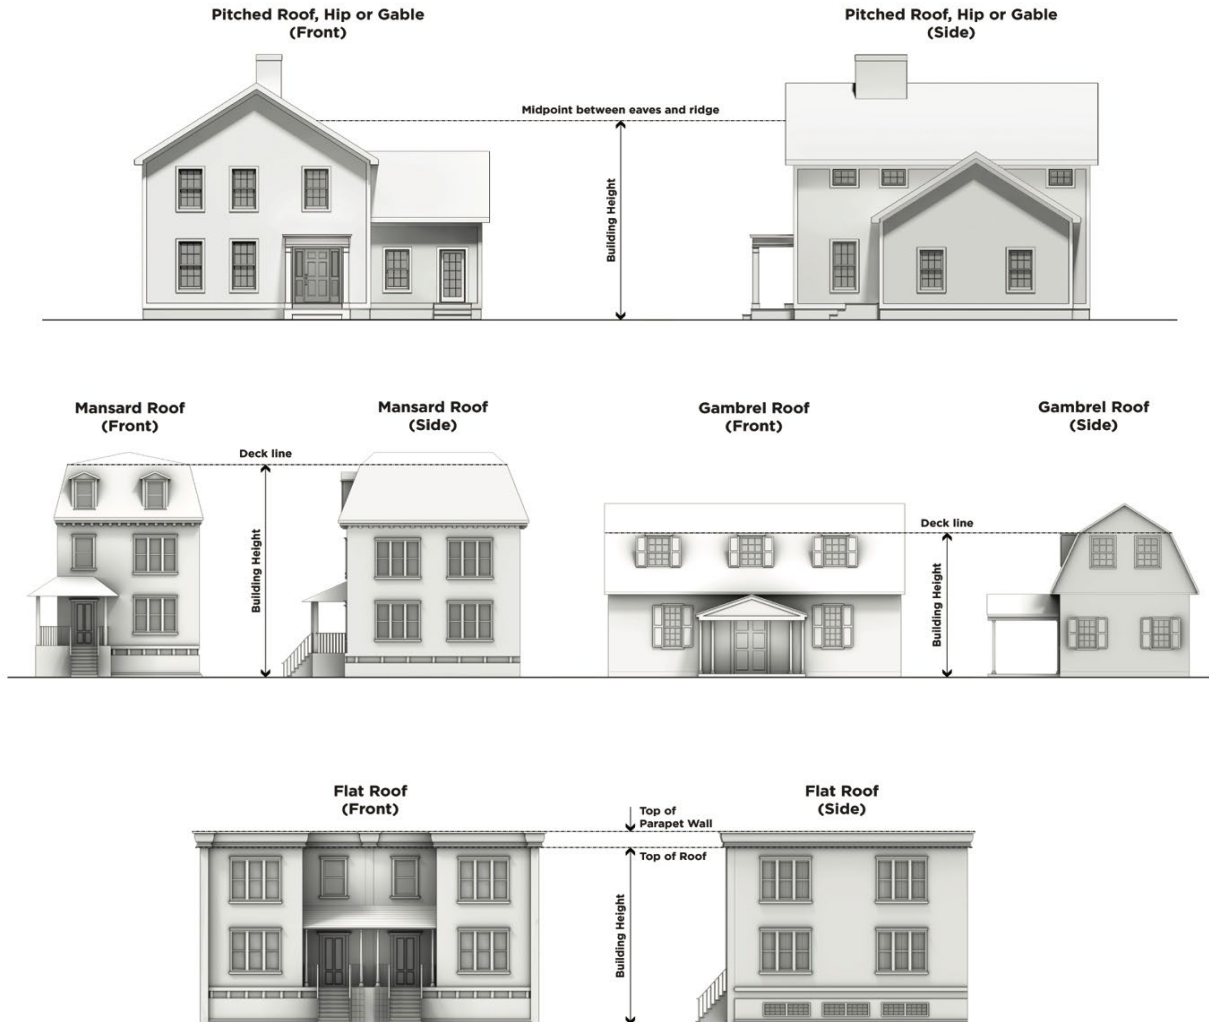 Pitched Roof, Hip or Gable
(Front)
Pitched Roof, Hip or Gable
(Side)
Midpoint between eaves and ridge
Building Height
Mansard Roof
(Front)
Mansard Roof
(Side)
Gambrel Roof
(Front)
Gambrel Roof
(Side)
Deck line
Building Height
Deck line
Building Height
Flat Roof
(Front)
Flat Roof
(Side)
Top of
Parapet Wall
Top of Roof
Building Height